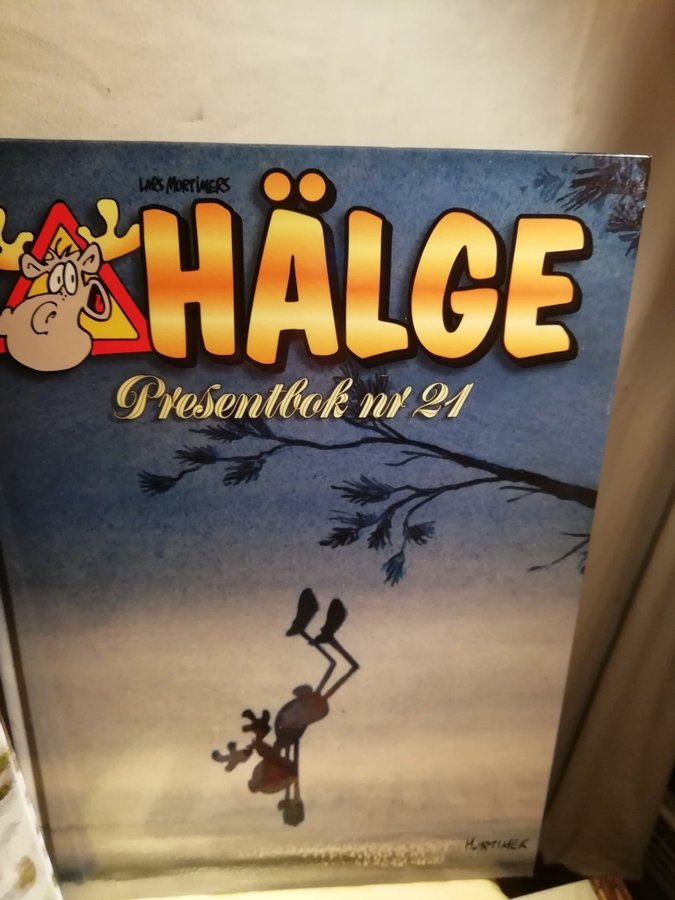 LARS MORTIMERS
HÄLGE
Presentbok nr 21
MORTIMER